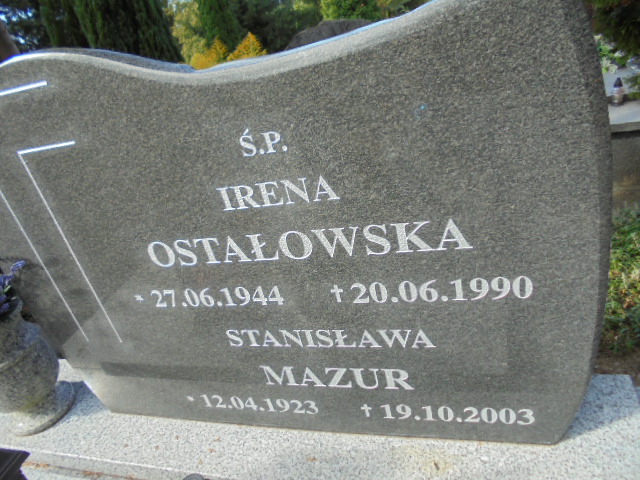 Ś.P.
IRENA
OSTAŁOWSKA
* 27.06.1944 † 20.06.1990
STANISŁAWA
MAZUR
* 12.04.1923 † 19.10.2003